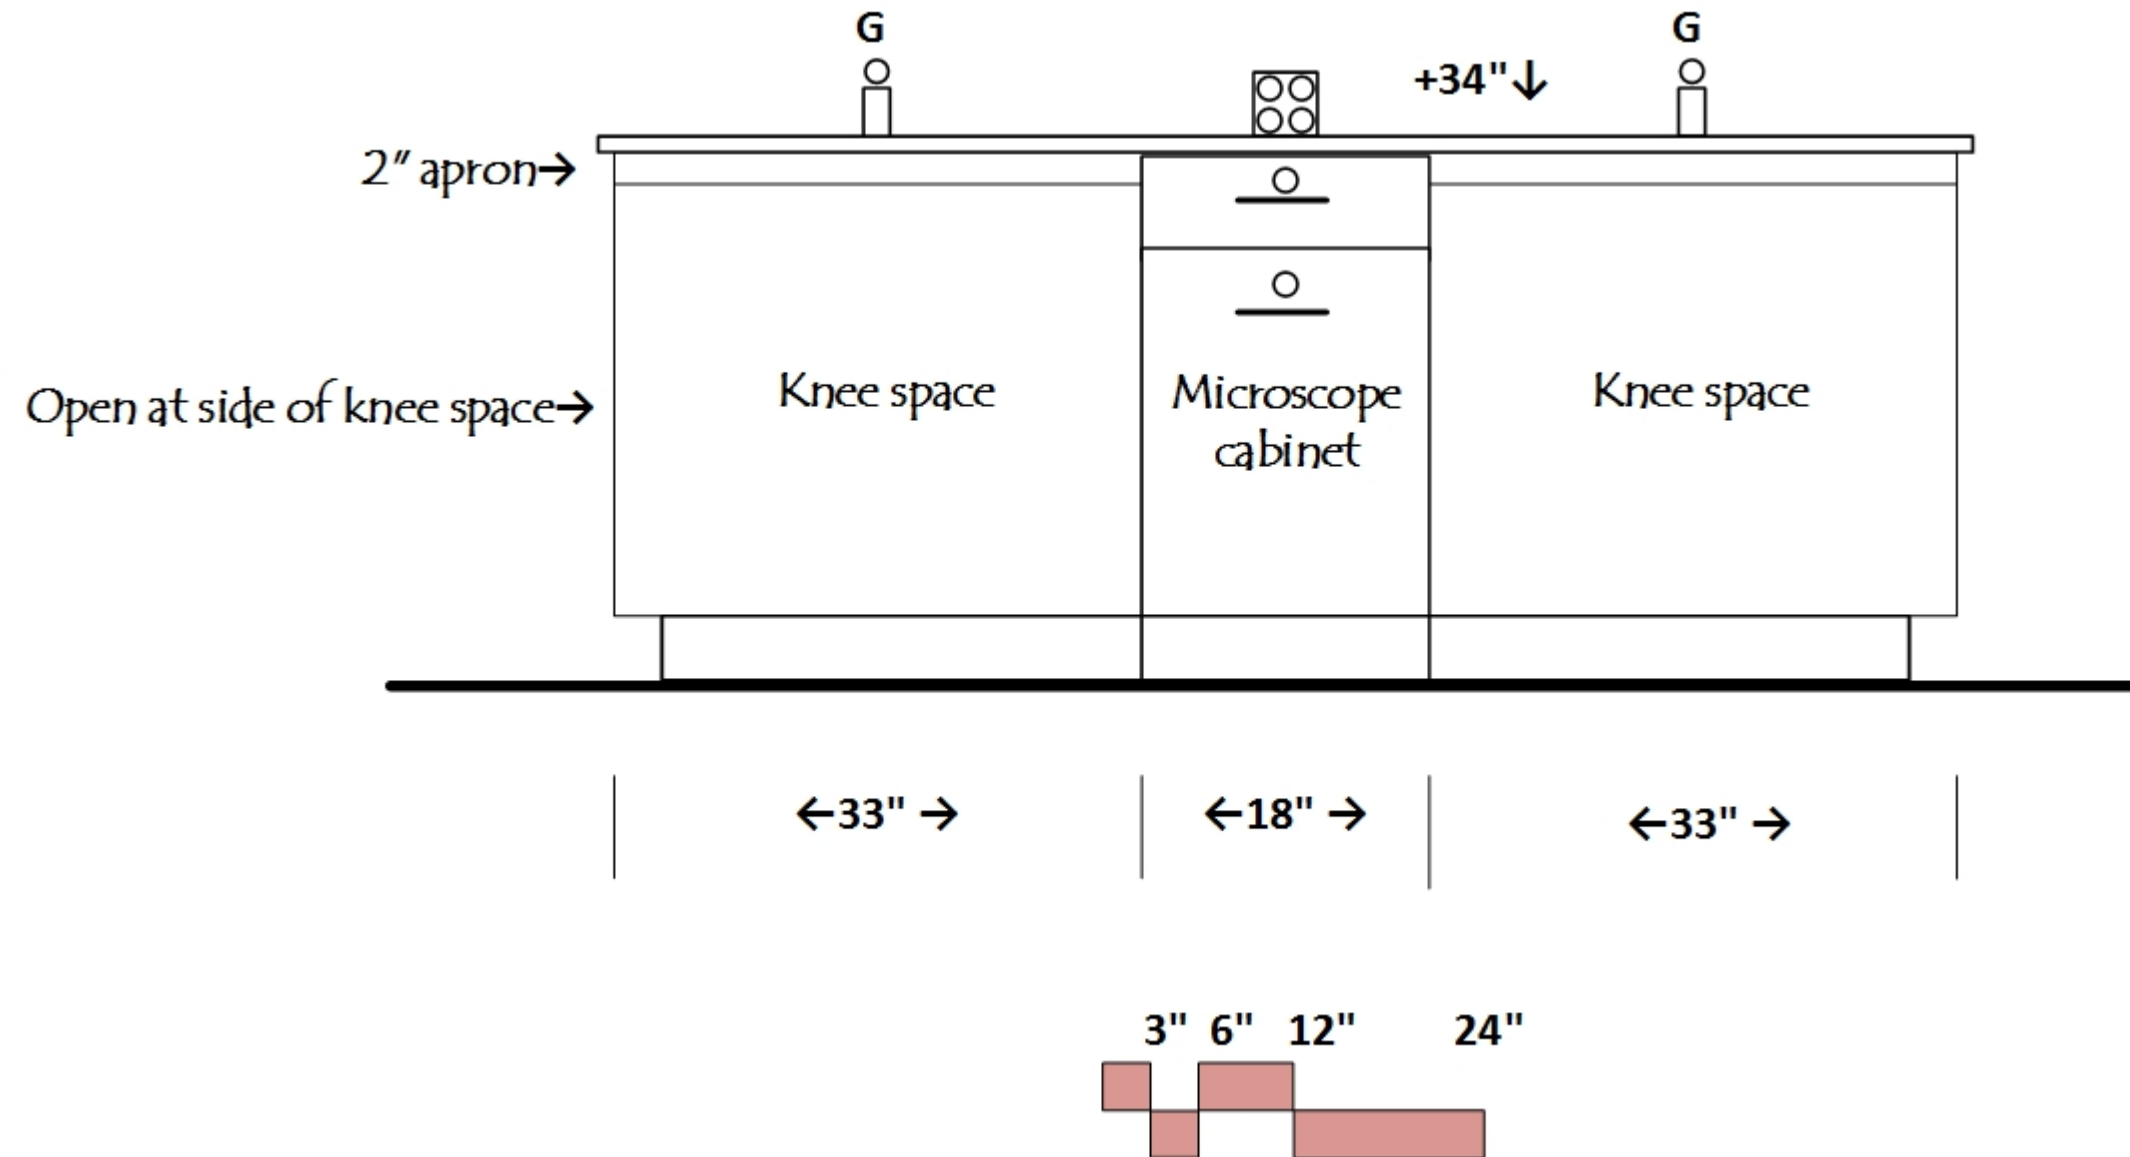 G
G
+34"↓
2" apron→
Open at side of knee space→
Knee space
Microscope
cabinet
Knee space
←33" →
←18" →
←33" →
3" 6" 12" 24"